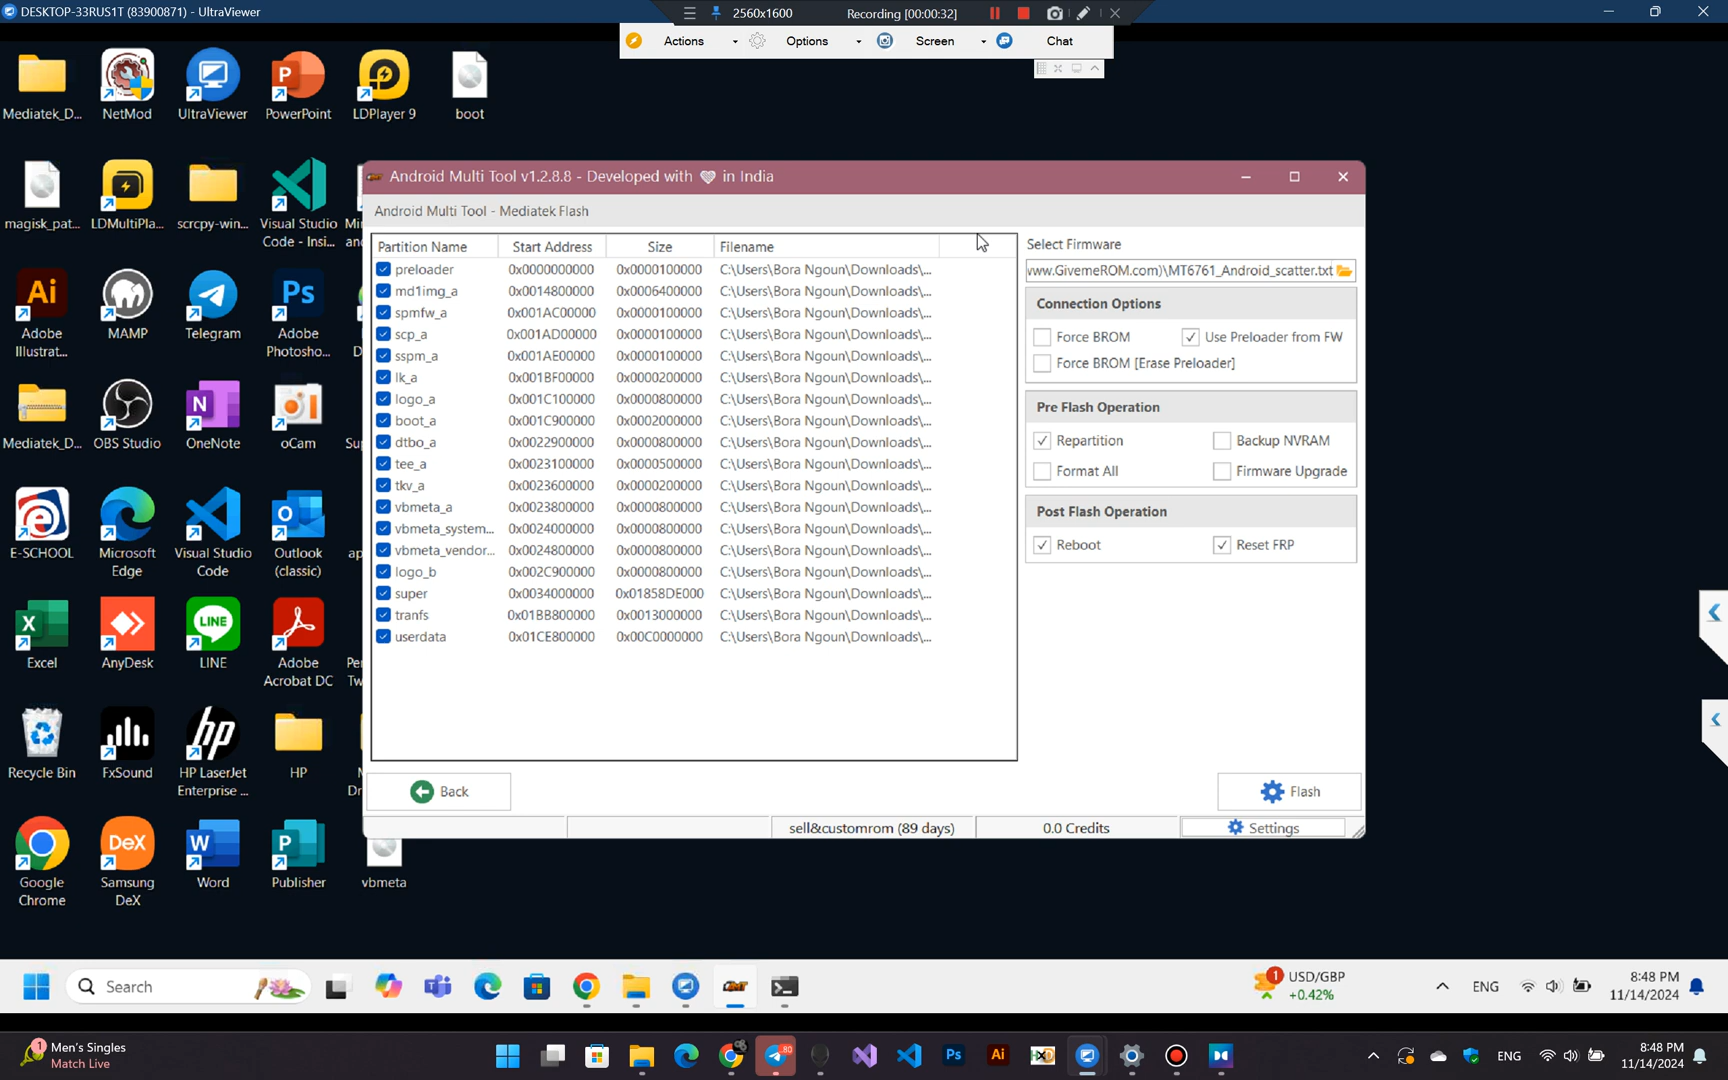 DESKTOP-33RUS1T (83900871) - UltraViewer
2560x1600
Recording [00:00:32]
Actions
Options
Screen
Chat
Mediatek_D...
NetMod
UltraViewer
PowerPoint
LDPlayer 9
boot
magisk_pat...
LDMultiPla...
scrcpy-win...
Visual Studio
Code - Insi...
Adobe
Illustrat...
MAMP
Telegram
Adobe
Photosho...
Mediatek_D...
OBS Studio
OneNote
oCam
E-SCHOOL
Microsoft
Edge
Visual Studio
Code
Outlook
(classic)
Excel
AnyDesk
LINE
Adobe
Acrobat DC
Recycle Bin
FxSound
HP LaserJet
Enterprise ...
HP
Google
Chrome
Samsung
DeX
Word
Publisher
vbmeta
Android Multi Tool v1.2.8.8 - Developed with in India
Android Multi Tool - Mediatek Flash
Partition Name Start Address Size Filename
preloader 0x0000000000 0x0000100000 C:\Users\Bora Ngoun\Downloads\...
md1img_a 0x0014800000 0x0006400000 C:\Users\Bora Ngoun\Downloads\...
spmfw_a 0x001AC00000 0x0000100000 C:\Users\Bora Ngoun\Downloads\...
scp_a 0x001AD00000 0x0000100000 C:\Users\Bora Ngoun\Downloads\...
sspm_a 0x001AE00000 0x0000100000 C:\Users\Bora Ngoun\Downloads\...
lk_a 0x001BF00000 0x0000200000 C:\Users\Bora Ngoun\Downloads\...
logo_a 0x001C100000 0x0000800000 C:\Users\Bora Ngoun\Downloads\...
boot_a 0x001C900000 0x0002000000 C:\Users\Bora Ngoun\Downloads\...
dtbo_a 0x0022900000 0x0000800000 C:\Users\Bora Ngoun\Downloads\...
tee_a 0x0023100000 0x0000500000 C:\Users\Bora Ngoun\Downloads\...
tkv_a 0x0023600000 0x0000200000 C:\Users\Bora Ngoun\Downloads\...
vbmeta_a 0x0023800000 0x0000800000 C:\Users\Bora Ngoun\Downloads\...
vbmeta_system... 0x0024000000 0x0000800000 C:\Users\Bora Ngoun\Downloads\...
vbmeta_vendor... 0x0024800000 0x0000800000 C:\Users\Bora Ngoun\Downloads\...
logo_b 0x002C900000 0x0000800000 C:\Users\Bora Ngoun\Downloads\...
super 0x0034000000 0x01858DE000 C:\Users\Bora Ngoun\Downloads\...
tranfs 0x01BB800000 0x0013000000 C:\Users\Bora Ngoun\Downloads\...
userdata 0x01CE800000 0x00C0000000 C:\Users\Bora Ngoun\Downloads\...
Select Firmware
www.GivemeROM.com)\MT6761_Android_scatter.txt
Connection Options
Force BROM Use Preloader from FW
Force BROM [Erase Preloader]
Pre Flash Operation
Repartition Backup NVRAM
Format All Firmware Upgrade
Post Flash Operation
Reboot Reset FRP
Back
Flash
sell&customrom (89 days) 0.0 Credits Settings
Search
1
USD/GBP
+0.42%
ENG
8:48 PM
11/14/2024
1
Men's Singles
Match Live
80
ENG
8:48 PM
11/14/2024